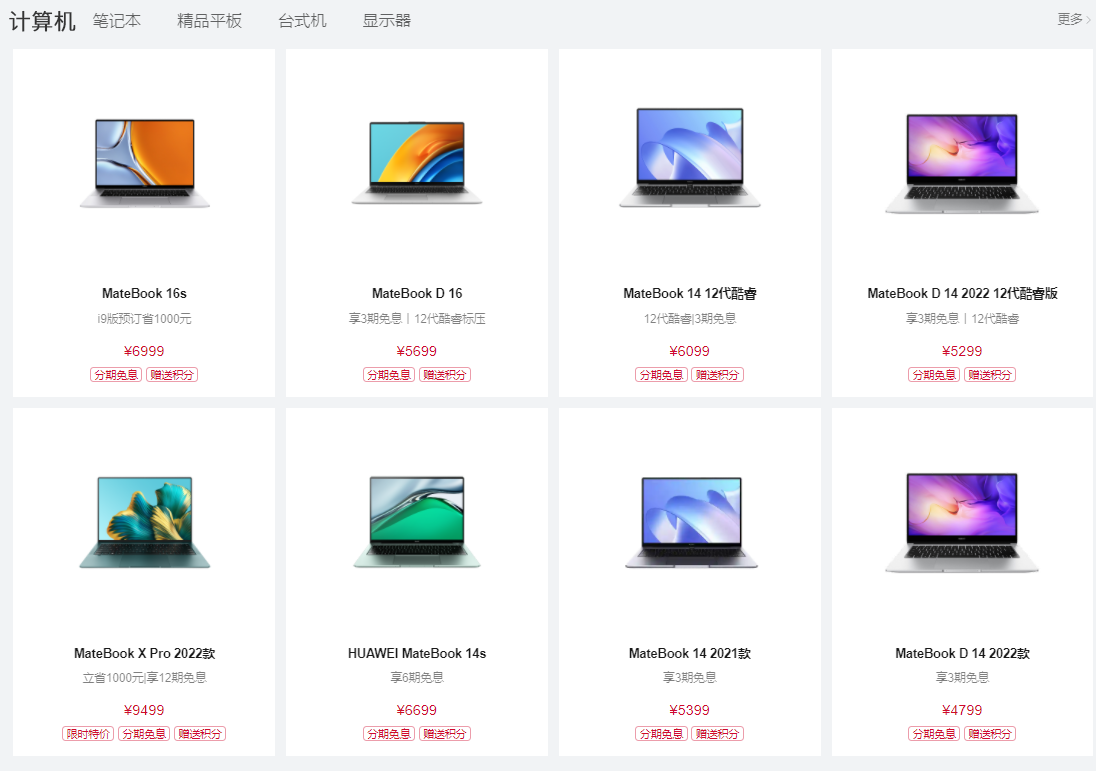 计算机 笔记本 精品平板 台式机 显示器 更多
MateBook 16s
i9版预订省1000元
¥6999
分期免息 赠送积分
MateBook D 16
享3期免息丨12代酷睿标压
¥5699
分期免息 赠送积分
MateBook 14 12代酷睿
12代酷睿|3期免息
¥6099
分期免息 赠送积分
MateBook D 14 2022 12代酷睿版
享3期免息丨12代酷睿
¥5299
分期免息 赠送积分
MateBook X Pro 2022款
立省1000元|享12期免息
¥9499
限时特价 分期免息 赠送积分
HUAWEI MateBook 14s
享6期免息
¥6699
分期免息 赠送积分
MateBook 14 2021款
享3期免息
¥5399
分期免息 赠送积分
MateBook D 14 2022款
享3期免息
¥4799
分期免息 赠送积分